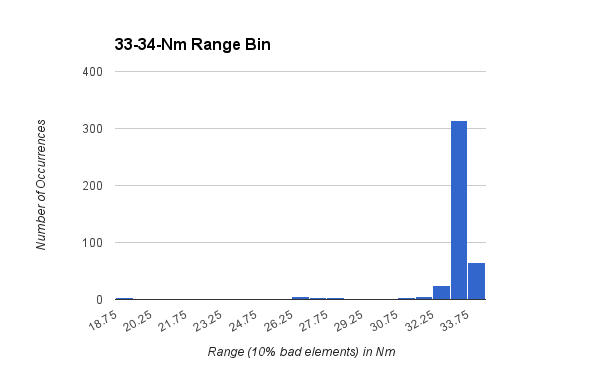 33-34-Nm Range Bin
400
300
200
100
0
18.75 20.25 21.75 23.25 24.75 26.25 27.75 29.25 30.75 32.25 33.75
Number of Occurrences
Range (10% bad elements) in Nm